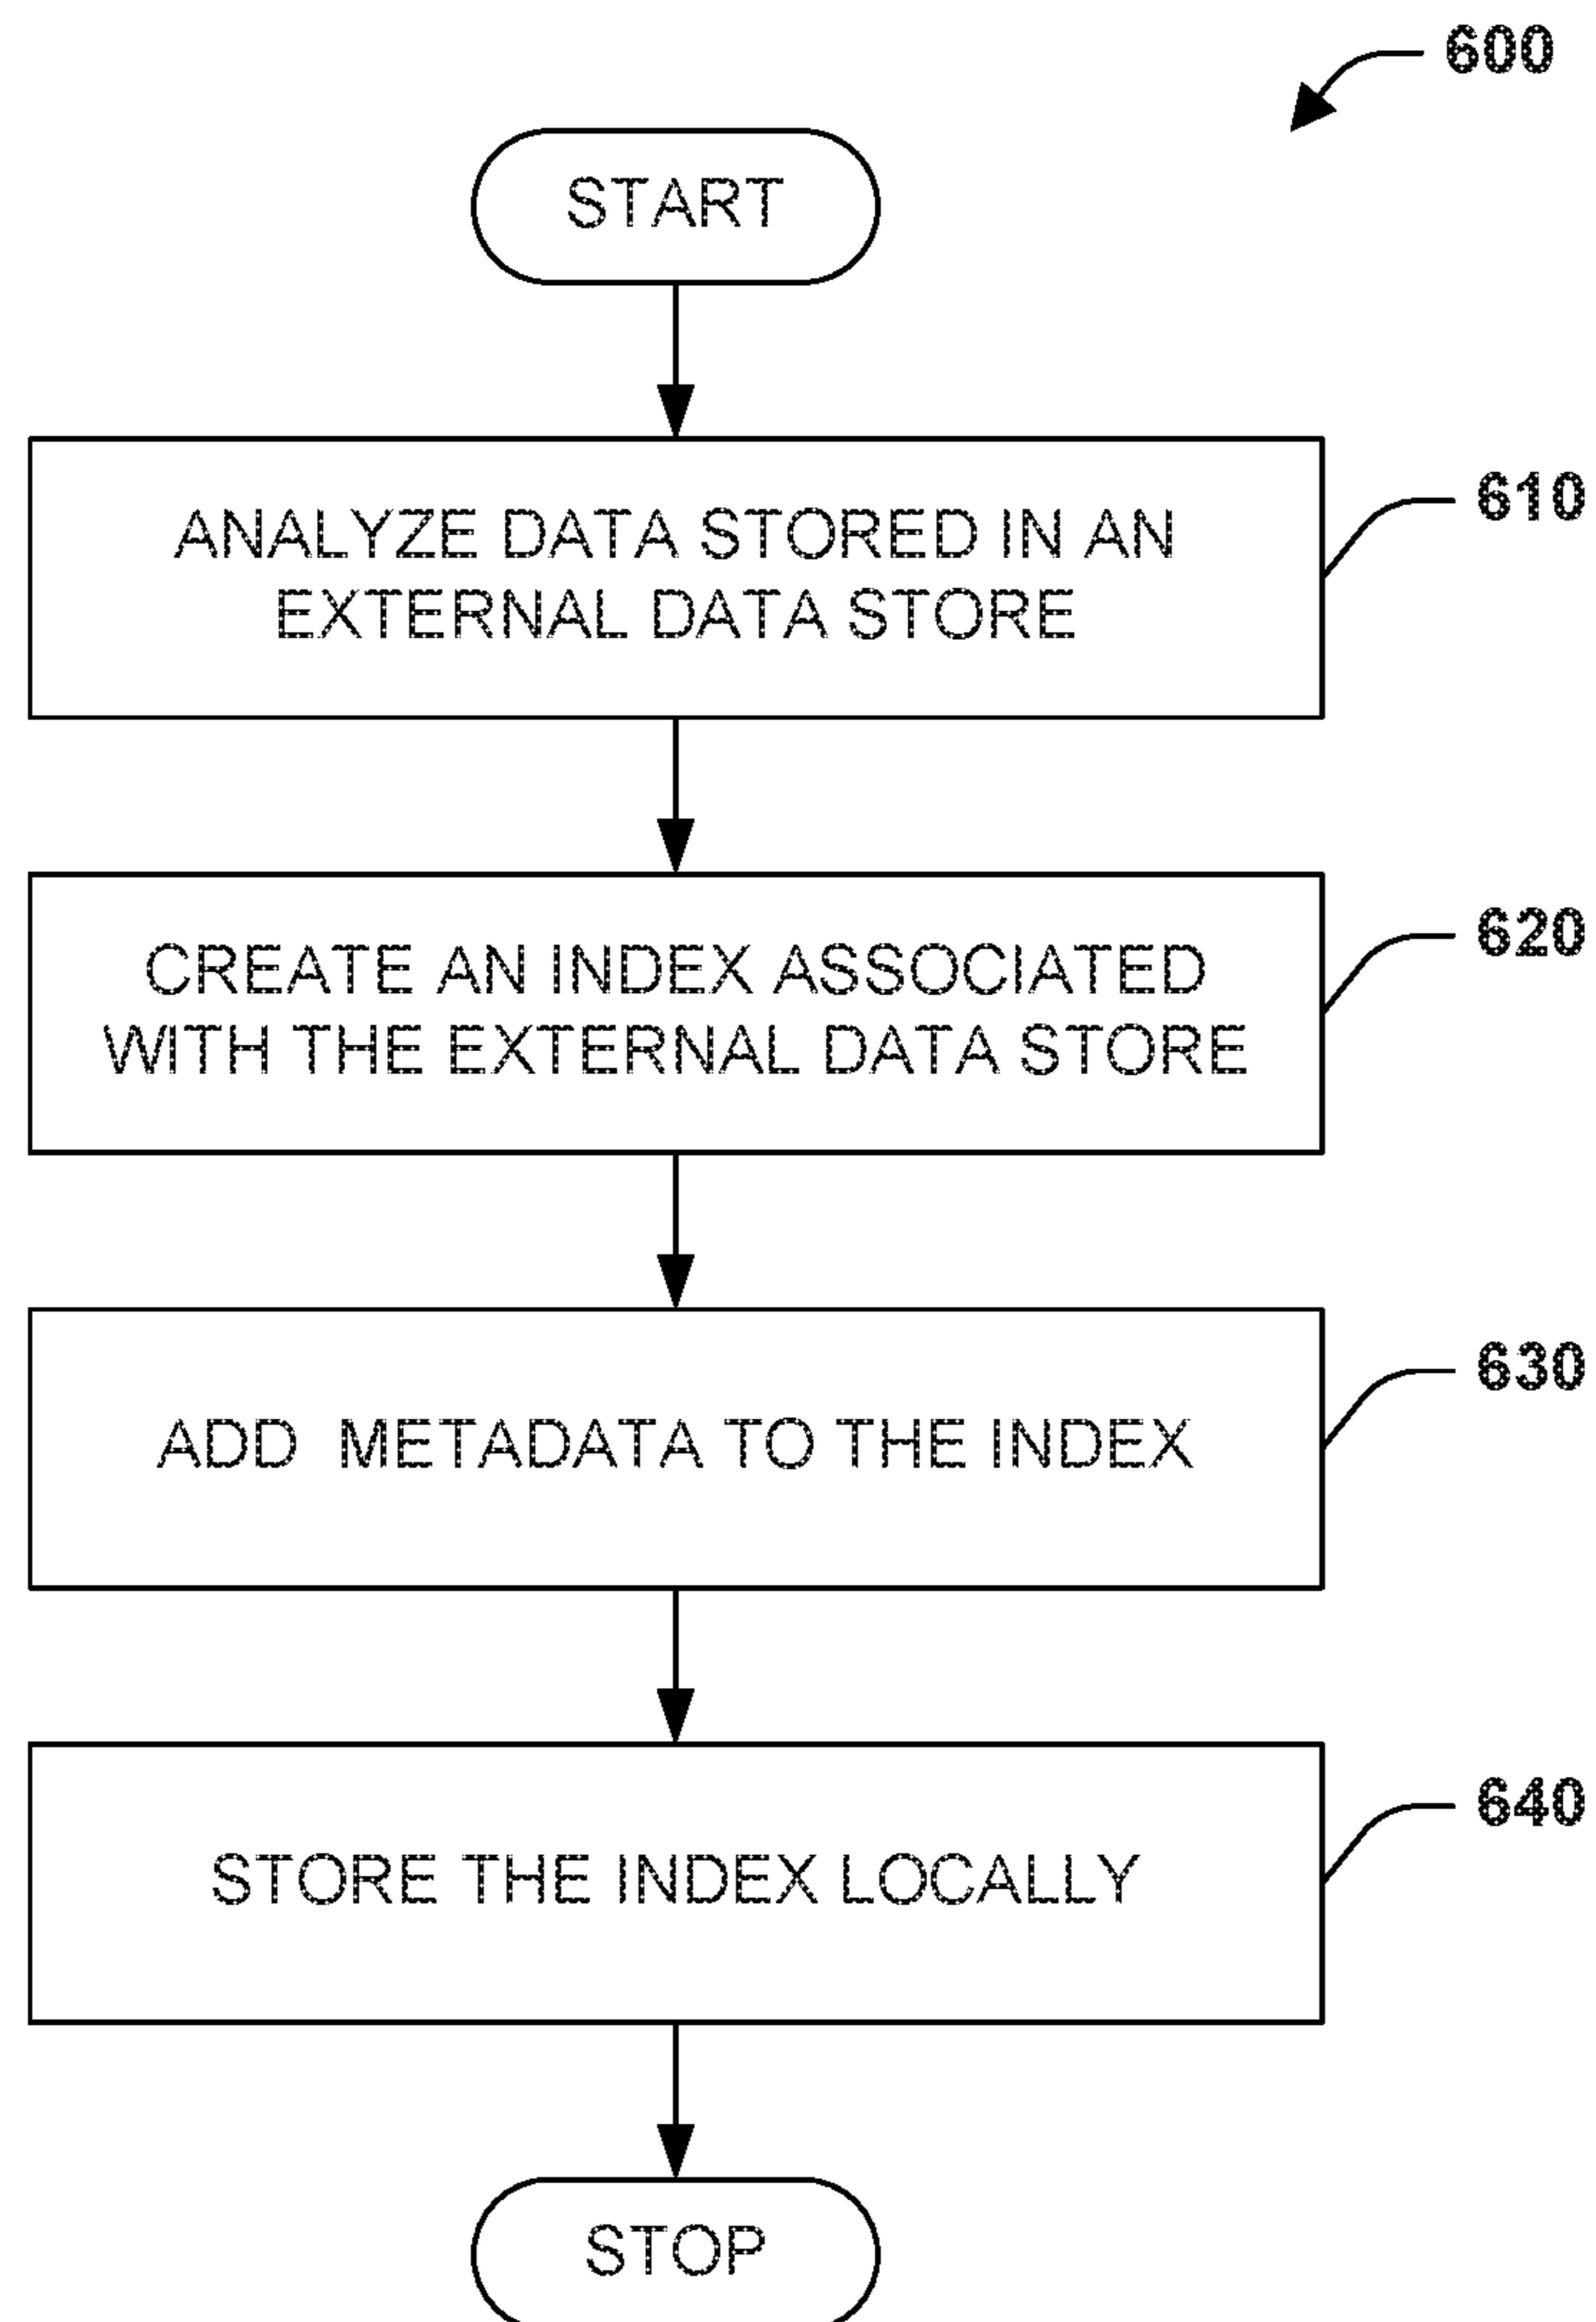 600
START
ANALYZE DATA STORED IN AN
EXTERNAL DATA STORE
610
CREATE AN INDEX ASSOCIATED
WITH THE EXTERNAL DATA STORE
620
ADD METADATA TO THE INDEX
630
STORE THE INDEX LOCALLY
640
STOP